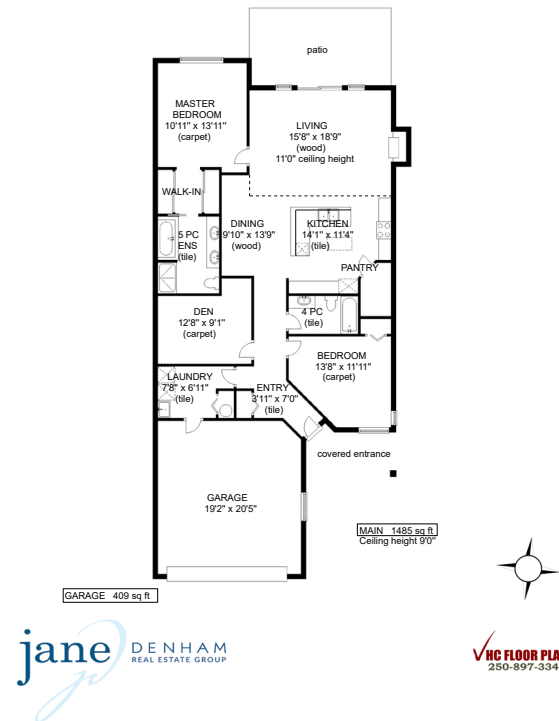 patio
MASTER
BEDROOM
10'11" x 13'11"
(carpet)
LIVING
15'8" x 18'9"
(wood)
11'0" ceiling height
WALK-IN
5 PC
ENS
(tile)
DINING
9'10" x 13'9"
(wood)
KITCHEN
14'1" x 11'4"
(tile)
PANTRY
DEN
12'8" x 9'1"
(carpet)
4 PC
(tile)
BEDROOM
13'8" x 11'11"
(carpet)
LAUNDRY
7'8" x 6'11"
(tile)
ENTRY
3'11" x 7'0"
(tile)
covered entrance
GARAGE
19'2" x 20'5"
MAIN 1485 sq ft
Ceiling height 9'0"
GARAGE 409 sq ft
jane DENHAM
REAL ESTATE GROUP
HC FLOOR PLA
250-897-334